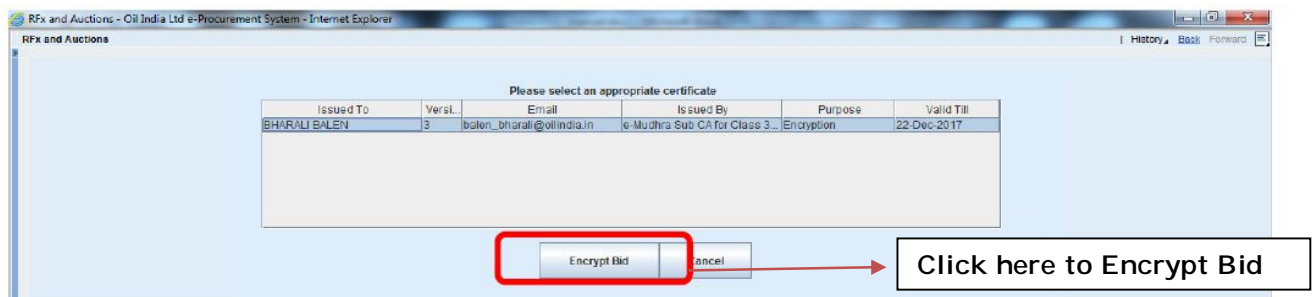 RFx and Auctions - Oil India Ltd e-Procurement System - Internet Explorer
RFx and Auctions
| History Back Forward
Please select an appropriate certificate
Issued To Versi... Email Issued By Purpose Valid Till
BHARALI BALEN 3 balen_bharali@oilindia.in e-Mudhra Sub CA for Class 3... Encryption 22-Dec-2017
Encrypt Bid Cancel
Click here to Encrypt Bid